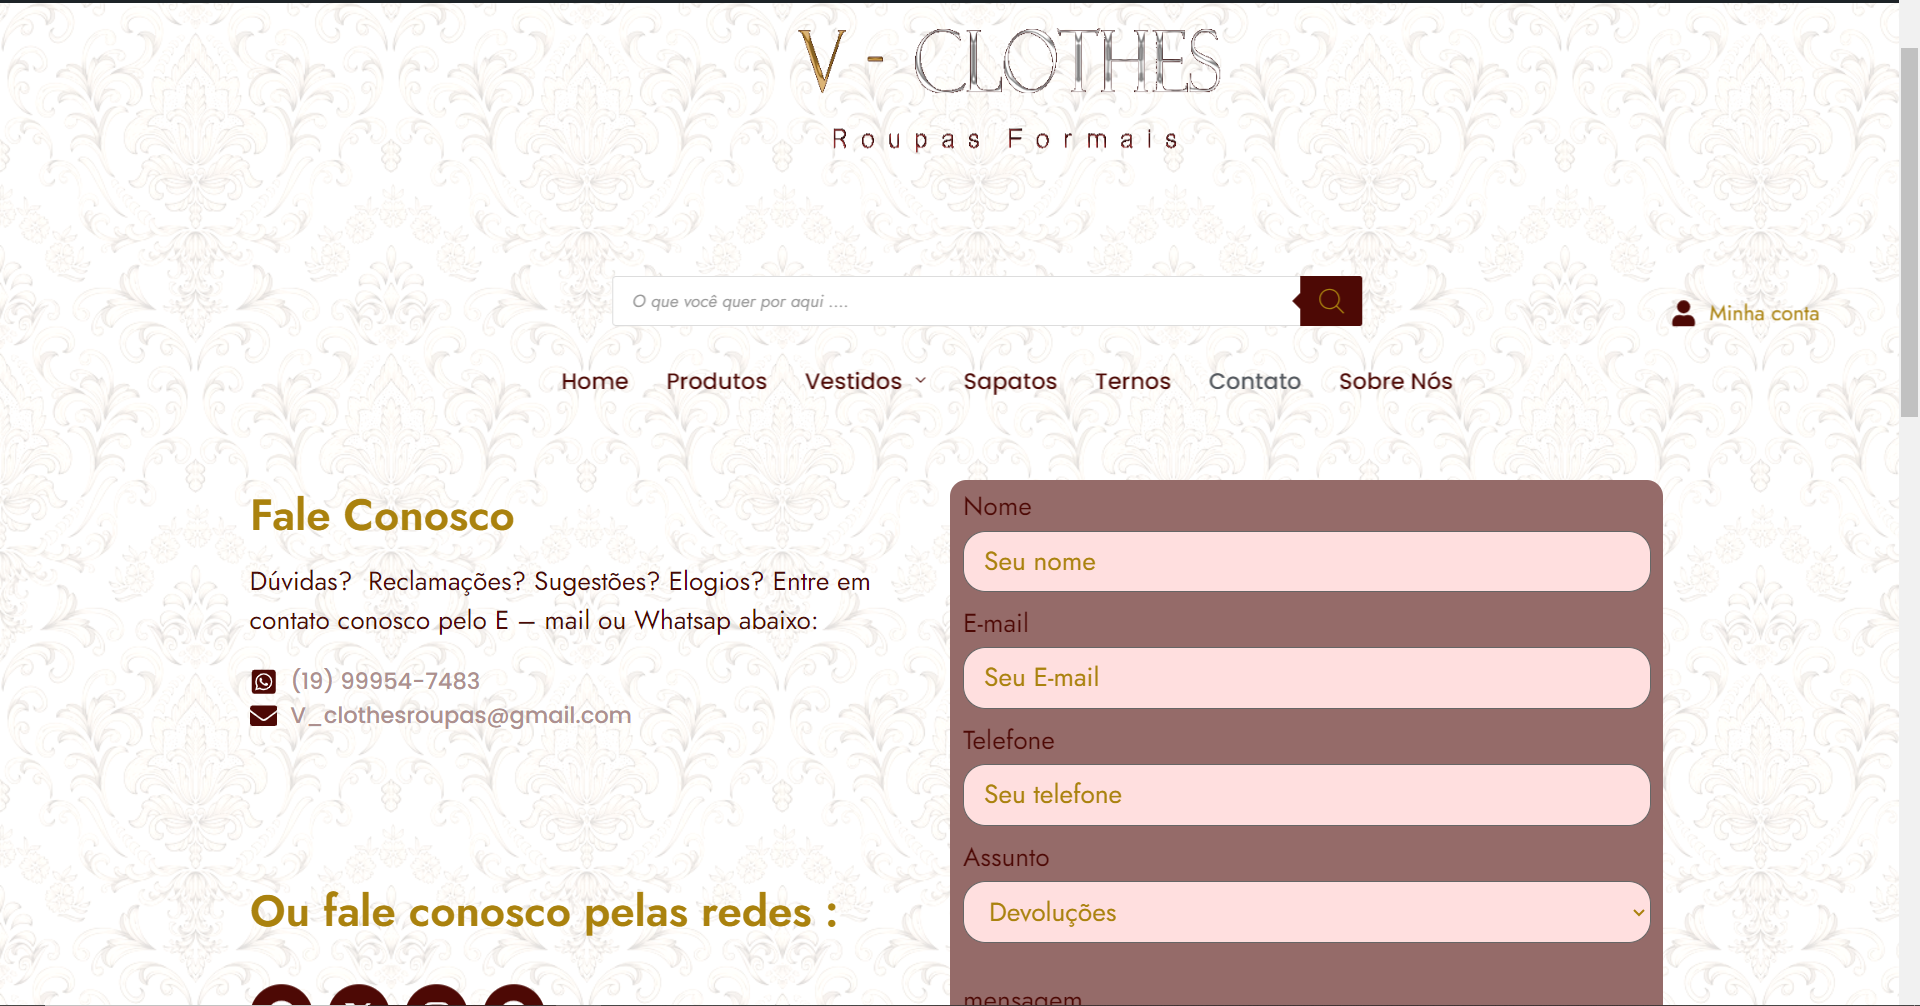 V - CLOTHES
Roupas Formais
O que você quer por aqui ....
Minha conta
Home Produtos Vestidos Sapatos Ternos Contato Sobre Nós
Fale Conosco
Dúvidas?  Reclamações? Sugestões? Elogios? Entre em
contato conosco pelo E – mail ou Whatsap abaixo:
(19) 99954-7483
V_clothesroupas@gmail.com
Ou fale conosco pelas redes :
Nome
Seu nome
E-mail
Seu E-mail
Telefone
Seu telefone
Assunto
Devoluções
mensagem